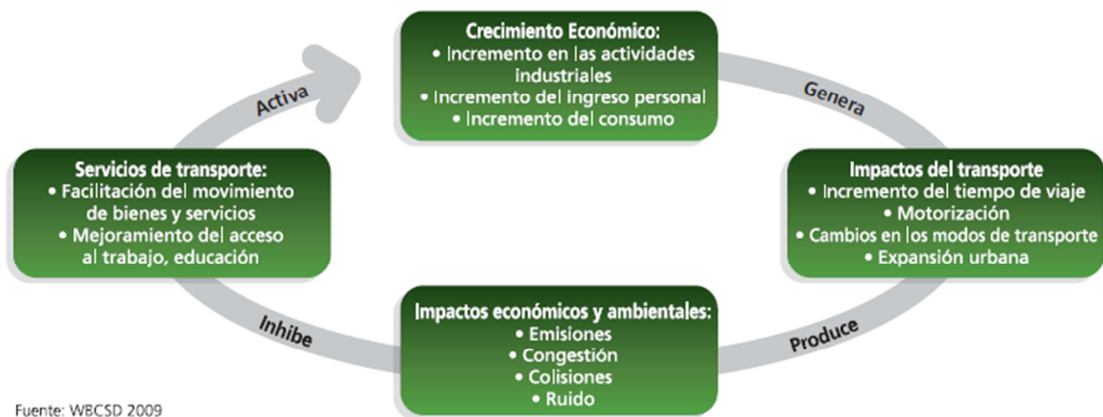 Crecimiento Económico:
• Incremento en las actividades
industriales
• Incremento del ingreso personal
• Incremento del consumo
Activa
Genera
Servicios de transporte:
• Facilitación del movimiento
de bienes y servicios
• Mejoramiento del acceso
al trabajo, educación
Impactos del transporte
• Incremento del tiempo de viaje
• Motorización
• Cambios en los modos de transporte
• Expansión urbana
Impactos económicos y ambientales:
• Emisiones
• Congestión
• Colisiones
• Ruido
Inhibe
Produce
Fuente: WBCSD 2009